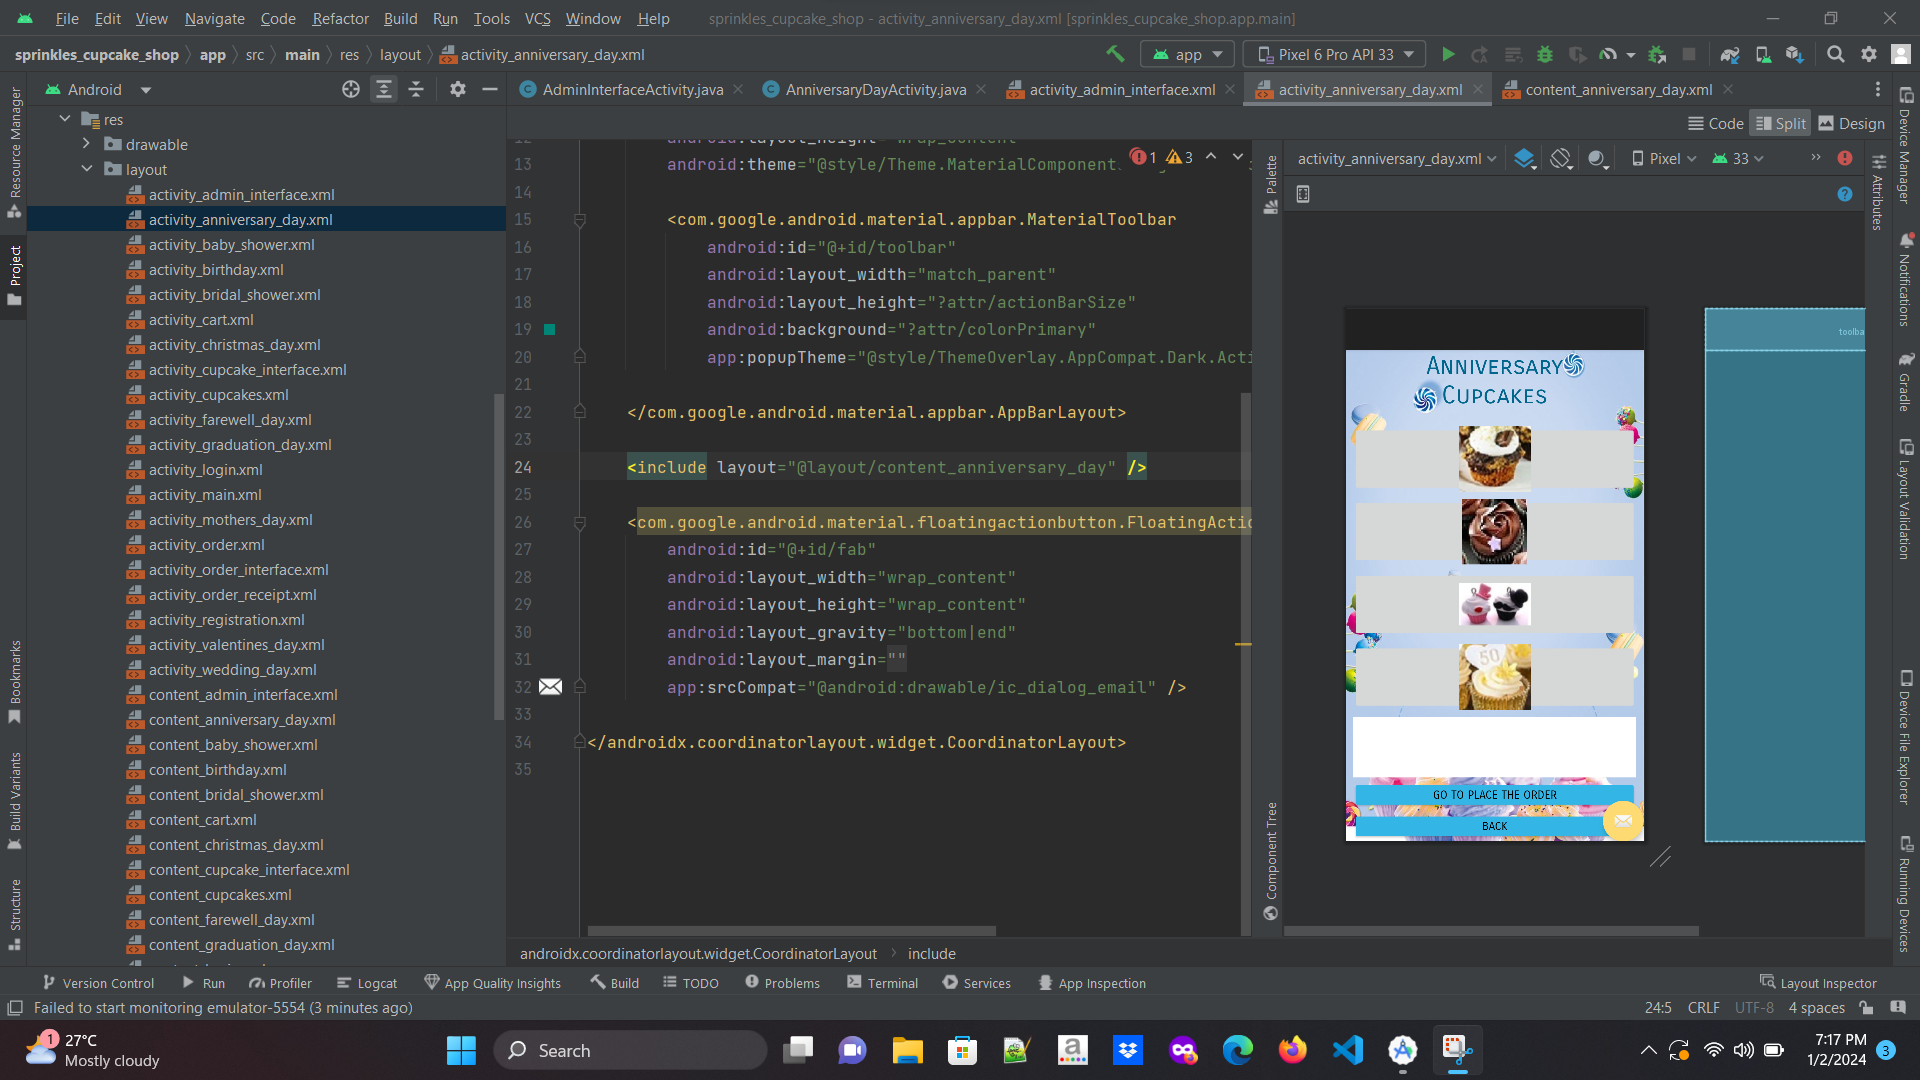 File Edit View Navigate Code Refactor Build Run Tools VCS Window Help sprinkles_cupcake_shop - activity_anniversary_day.xml [sprinkles_cupcake_shop.app.main]
sprinkles_cupcake_shop app src main res layout activity_anniversary_day.xml app Pixel 6 Pro API 33
Android
AdminInterfaceActivity.java AnniversaryDayActivity.java activity_admin_interface.xml activity_anniversary_day.xml content_anniversary_day.xml
Code Split Design
Resource Manager
Project
Bookmarks
Build Variants
Structure
res
drawable
layout
activity_admin_interface.xml
activity_anniversary_day.xml
activity_baby_shower.xml
activity_birthday.xml
activity_bridal_shower.xml
activity_cart.xml
activity_christmas_day.xml
activity_cupcake_interface.xml
activity_cupcakes.xml
activity_farewell_day.xml
activity_graduation_day.xml
activity_login.xml
activity_main.xml
activity_mothers_day.xml
activity_order.xml
activity_order_interface.xml
activity_order_receipt.xml
activity_registration.xml
activity_valentines_day.xml
activity_wedding_day.xml
content_admin_interface.xml
content_anniversary_day.xml
content_baby_shower.xml
content_birthday.xml
content_bridal_shower.xml
content_cart.xml
content_christmas_day.xml
content_cupcake_interface.xml
content_cupcakes.xml
content_farewell_day.xml
content_graduation_day.xml
12 android:layout_height="wrap_content"
13 android:theme="@style/Theme.MaterialComponent
1 3
14
15 <com.google.android.material.appbar.MaterialToolbar
16 android:id="@+id/toolbar"
17 android:layout_width="match_parent"
18 android:layout_height="?attr/actionBarSize"
19 android:background="?attr/colorPrimary"
20 app:popupTheme="@style/ThemeOverlay.AppCompat.Dark.Acti
21
22 </com.google.android.material.appbar.AppBarLayout>
23
24 <include layout="@layout/content_anniversary_day" />
25
26 <com.google.android.material.floatingactionbutton.FloatingActio
27 android:id="@+id/fab"
28 android:layout_width="wrap_content"
29 android:layout_height="wrap_content"
30 android:layout_gravity="bottom|end"
31 android:layout_margin=""
32 app:srcCompat="@android:drawable/ic_dialog_email" />
33
34 </androidx.coordinatorlayout.widget.CoordinatorLayout>
35
androidx.coordinatorlayout.widget.CoordinatorLayout include
Palette
Component Tree
activity_anniversary_day.xml Pixel 33
Anniversary
Cupcakes
50
GO TO PLACE THE ORDER
BACK
toolba
Attributes
Device Manager
Notifications
Gradle
Layout Validation
Device File Explorer
Running Devices
Version Control Run Profiler Logcat App Quality Insights Build TODO Problems Terminal Services App Inspection Layout Inspector
Failed to start monitoring emulator-5554 (3 minutes ago) 24:5 CRLF UTF-8 4 spaces
1 27°C
Mostly cloudy
Search
7:17 PM
1/2/2024
3